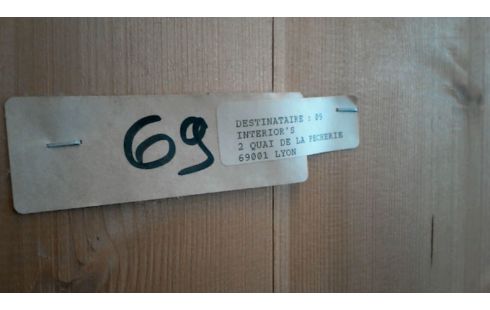 69
DESTINATAIRE : 09
INTERIOR'S
2 QUAI DE LA PECHERIE
69001 LYON